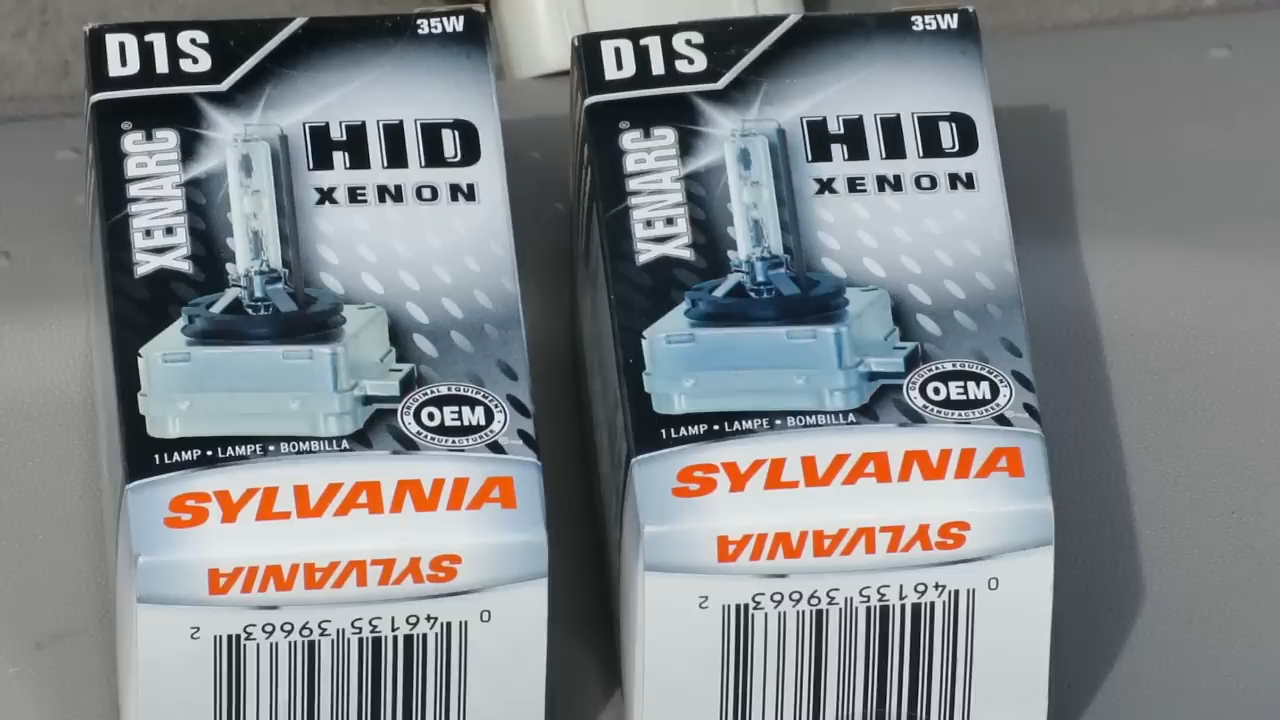 D1S
35W
XENARC®
HID
XENON
ORIGINAL EQUIPMENT
OEM
MANUFACTURER
1 LAMP • LAMPE • BOMBILLA
SYLVANIA
SYLVANIA
0 46135 39663 2
D1S
35W
XENARC®
HID
XENON
ORIGINAL EQUIPMENT
OEM
MANUFACTURER
1 LAMP • LAMPE • BOMBILLA
SYLVANIA
SYLVANIA
0 46135 39663 2